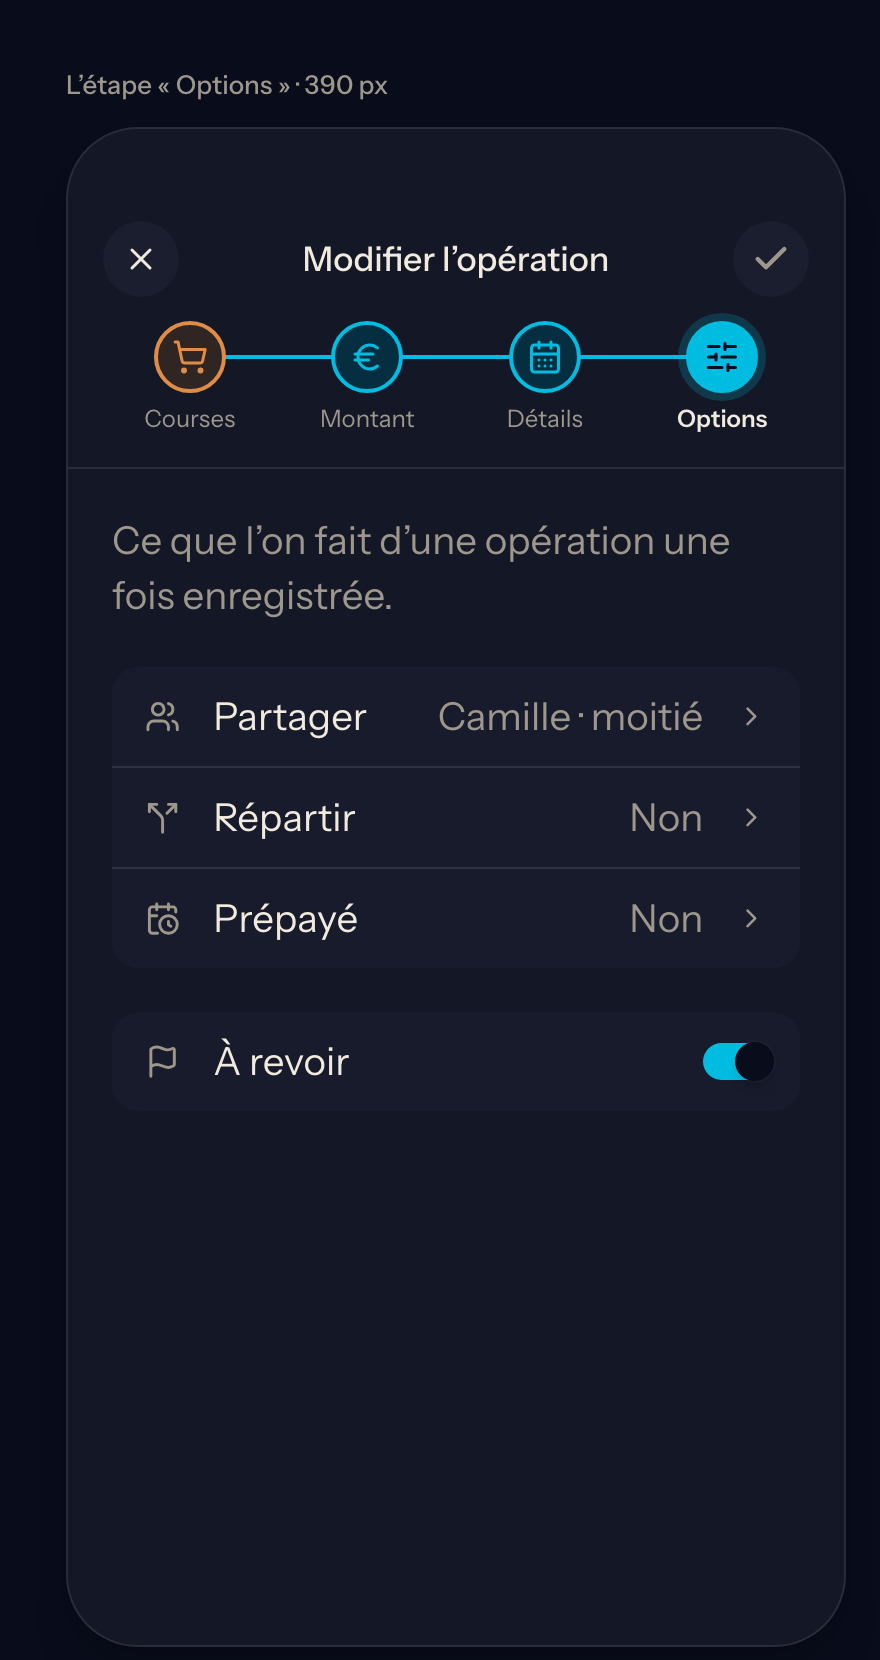 L’étape « Options » · 390 px
Modifier l’opération
Courses
Montant
Détails
Options
Ce que l’on fait d’une opération une
fois enregistrée.
Partager
Camille · moitié
Répartir
Non
Prépayé
Non
À revoir